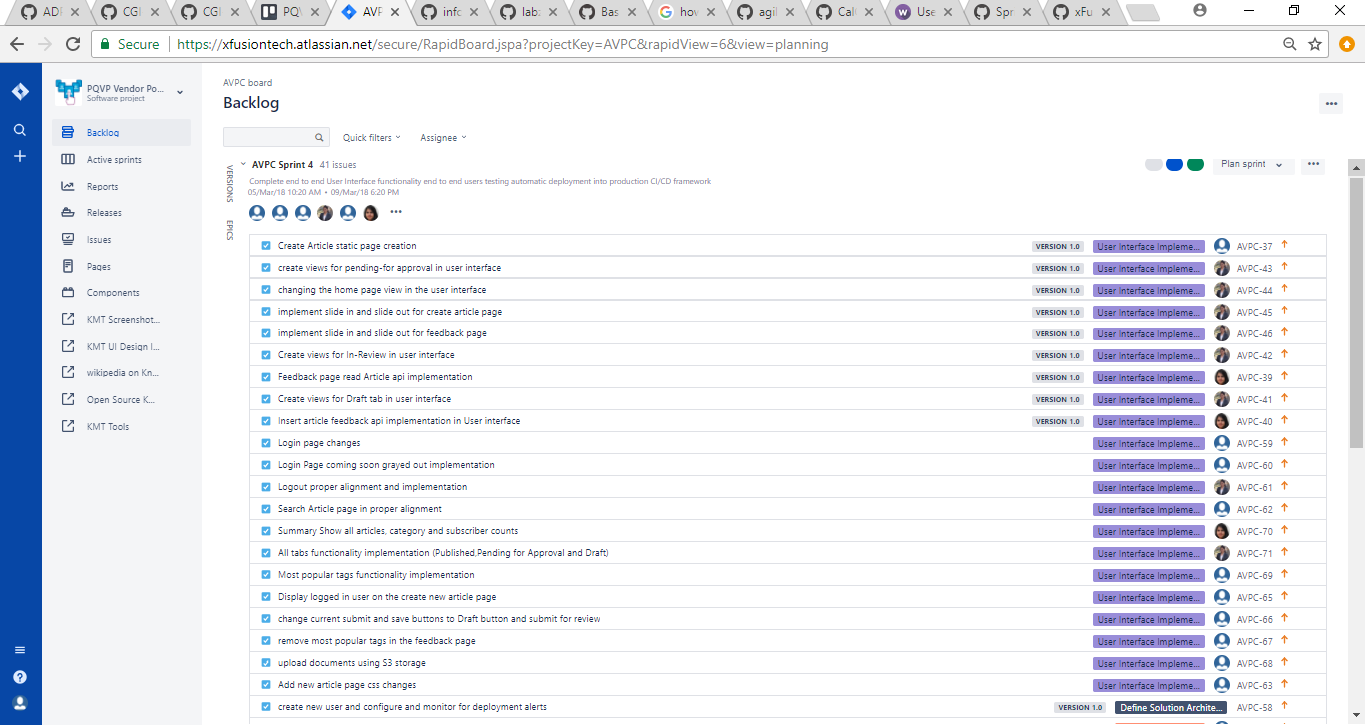 ADI
CGI
CGI
PQV
AVP
info
lab
Bas
how
agil
Cal
Use
Spr
xFu
Secure
https://xfusiontech.atlassian.net/secure/RapidBoard.jspa?projectKey=AVPC&rapidView=6&view=planning
PQVP Vendor Po...
Software project
Backlog
Active sprints
Reports
Releases
Issues
Pages
Components
KMT Screenshot...
KMT UI Design I...
wikipedia on Kn...
Open Source K...
KMT Tools
AVPC board
Backlog
Quick filters
Assignee
VERSIONS
EPICS
AVPC Sprint 4 41 issues
Plan sprint
Complete end to end User Interface functionality end to end users testing automatic deployment into production CI/CD framework
05/Mar/18 10:20 AM • 09/Mar/18 6:20 PM
Create Article static page creation VERSION 1.0 User Interface Impleme... AVPC-37
create views for pending-for approval in user interface VERSION 1.0 User Interface Impleme... AVPC-43
changing the home page view in the user interface VERSION 1.0 User Interface Impleme... AVPC-44
implement slide in and slide out for create article page VERSION 1.0 User Interface Impleme... AVPC-45
implement slide in and slide out for feedback page VERSION 1.0 User Interface Impleme... AVPC-46
Create views for In-Review in user interface VERSION 1.0 User Interface Impleme... AVPC-42
Feedback page read Article api implementation VERSION 1.0 User Interface Impleme... AVPC-39
Create views for Draft tab in user interface VERSION 1.0 User Interface Impleme... AVPC-41
Insert article feedback api implementation in User interface VERSION 1.0 User Interface Impleme... AVPC-40
Login page changes User Interface Impleme... AVPC-59
Login Page coming soon grayed out implementation User Interface Impleme... AVPC-60
Logout proper alignment and implementation User Interface Impleme... AVPC-61
Search Article page in proper alignment User Interface Impleme... AVPC-62
Summary Show all articles, category and subscriber counts User Interface Impleme... AVPC-70
All tabs functionality implementation (Published,Pending for Approval and Draft) User Interface Impleme... AVPC-71
Most popular tags functionality implementation User Interface Impleme... AVPC-69
Display logged in user on the create new article page User Interface Impleme... AVPC-65
change current submit and save buttons to Draft button and submit for review User Interface Impleme... AVPC-66
remove most popular tags in the feedback page User Interface Impleme... AVPC-67
upload documents using S3 storage User Interface Impleme... AVPC-68
Add new article page css changes User Interface Impleme... AVPC-63
create new user and configure and monitor for deployment alerts VERSION 1.0 Define Solution Archite... AVPC-58